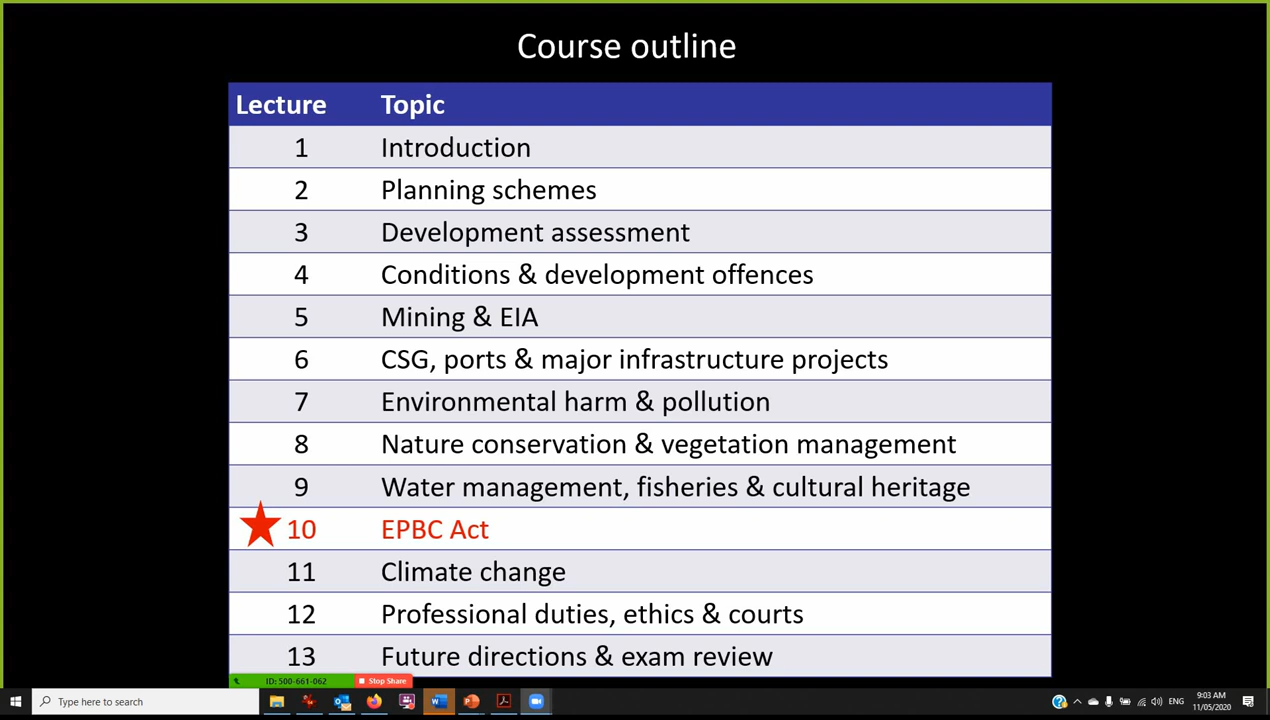 Course outline
Lecture Topic
1 Introduction
2 Planning schemes
3 Development assessment
4 Conditions & development offences
5 Mining & EIA
6 CSG, ports & major infrastructure projects
7 Environmental harm & pollution
8 Nature conservation & vegetation management
9 Water management, fisheries & cultural heritage
10 EPBC Act
11 Climate change
12 Professional duties, ethics & courts
13 Future directions & exam review
ID: 500-661-062 Stop Share
Type here to search
ENG
9:03 AM
11/05/2020